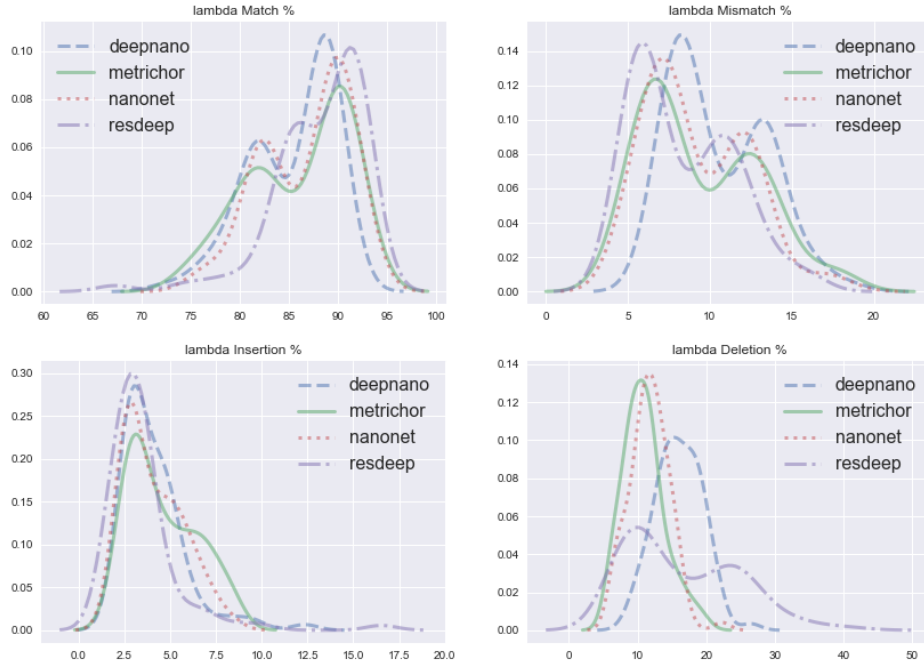 lambda Match %
0.10
0.08
0.06
0.04
0.02
0.00
deepnano
metrichor
nanonet
resdeep
60 65 70 75 80 85 90 95 100
lambda Mismatch %
0.16
0.14
0.12
0.10
0.08
0.06
0.04
0.02
0.00
deepnano
metrichor
nanonet
resdeep
0 5 10 15 20
lambda Insertion %
0.30
0.25
0.20
0.15
0.10
0.05
0.00
deepnano
metrichor
nanonet
resdeep
0.0 2.5 5.0 7.5 10.0 12.5 15.0 17.5 20.0
lambda Deletion %
0.14
0.12
0.10
0.08
0.06
0.04
0.02
0.00
deepnano
metrichor
nanonet
resdeep
0 10 20 30 40 50